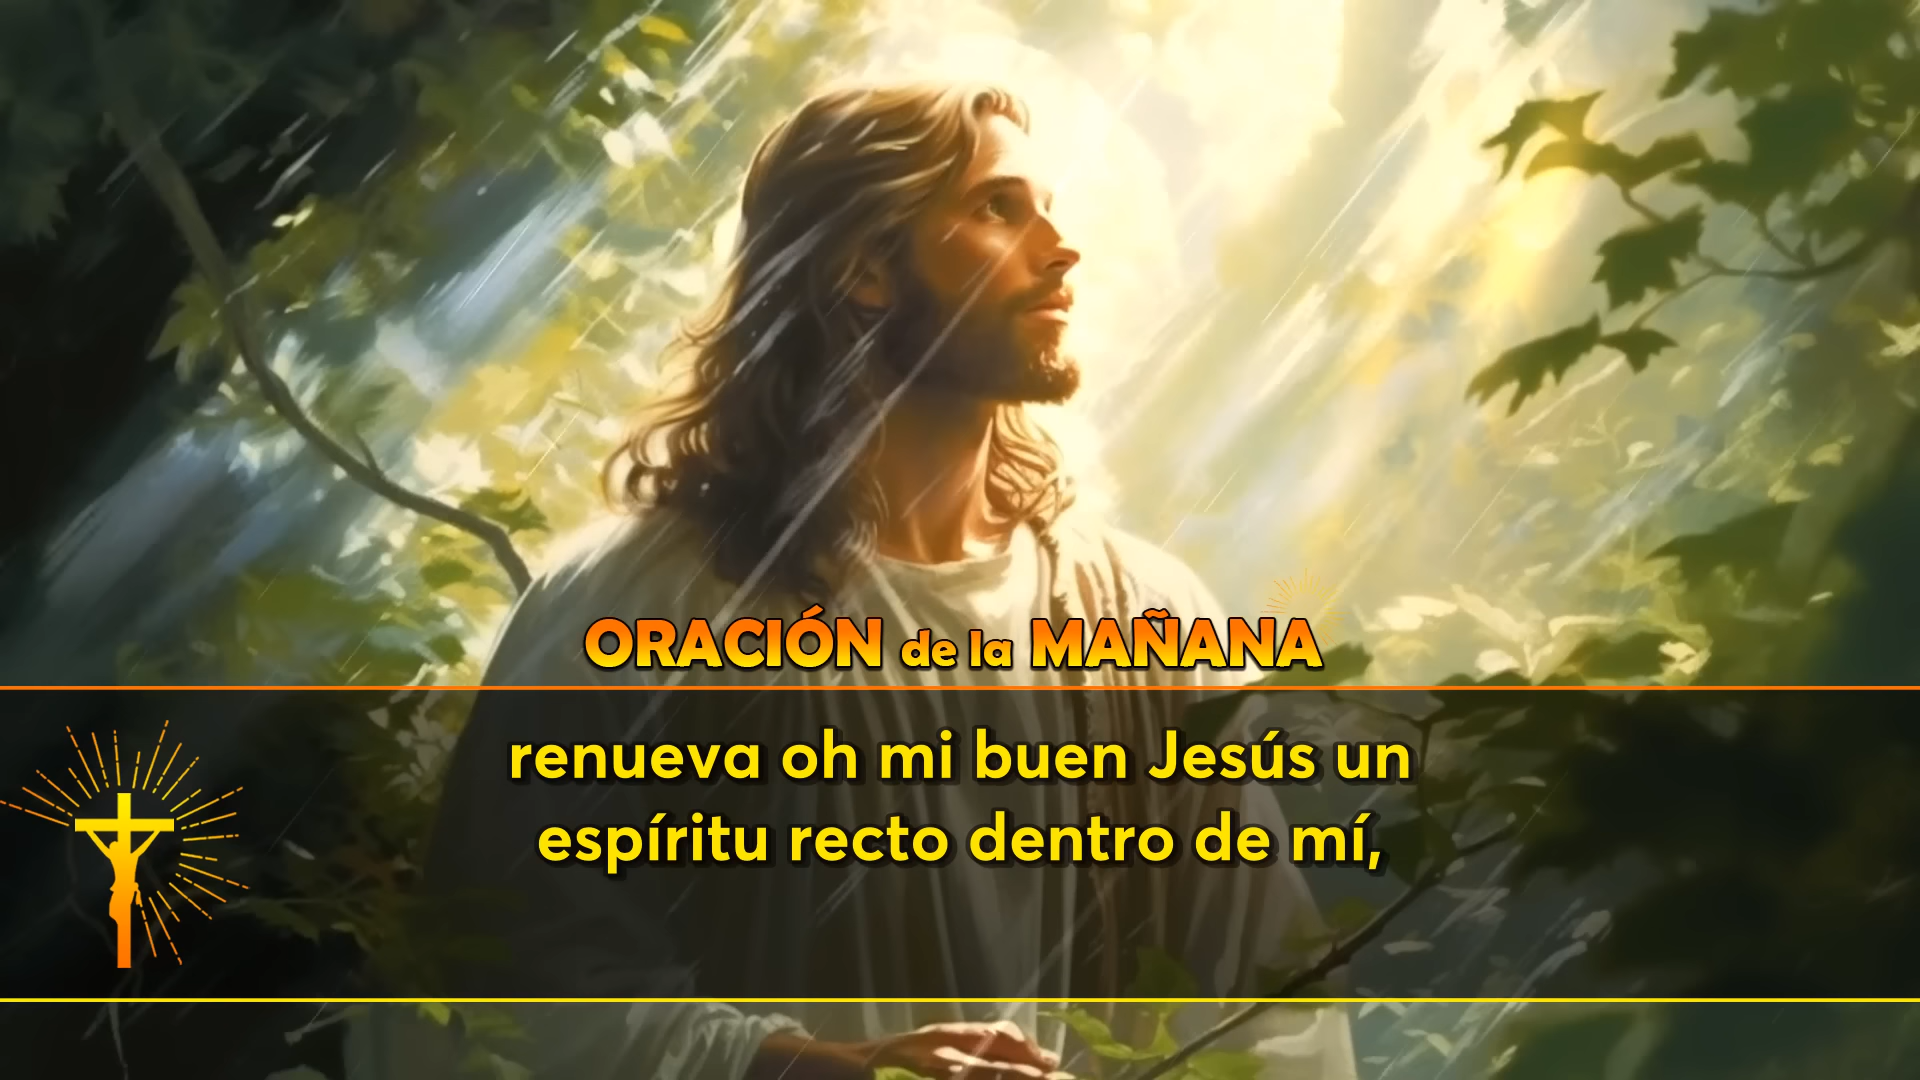 ORACIÓN de la MAÑANA
renueva oh mi buen Jesús un
espíritu recto dentro de mí,